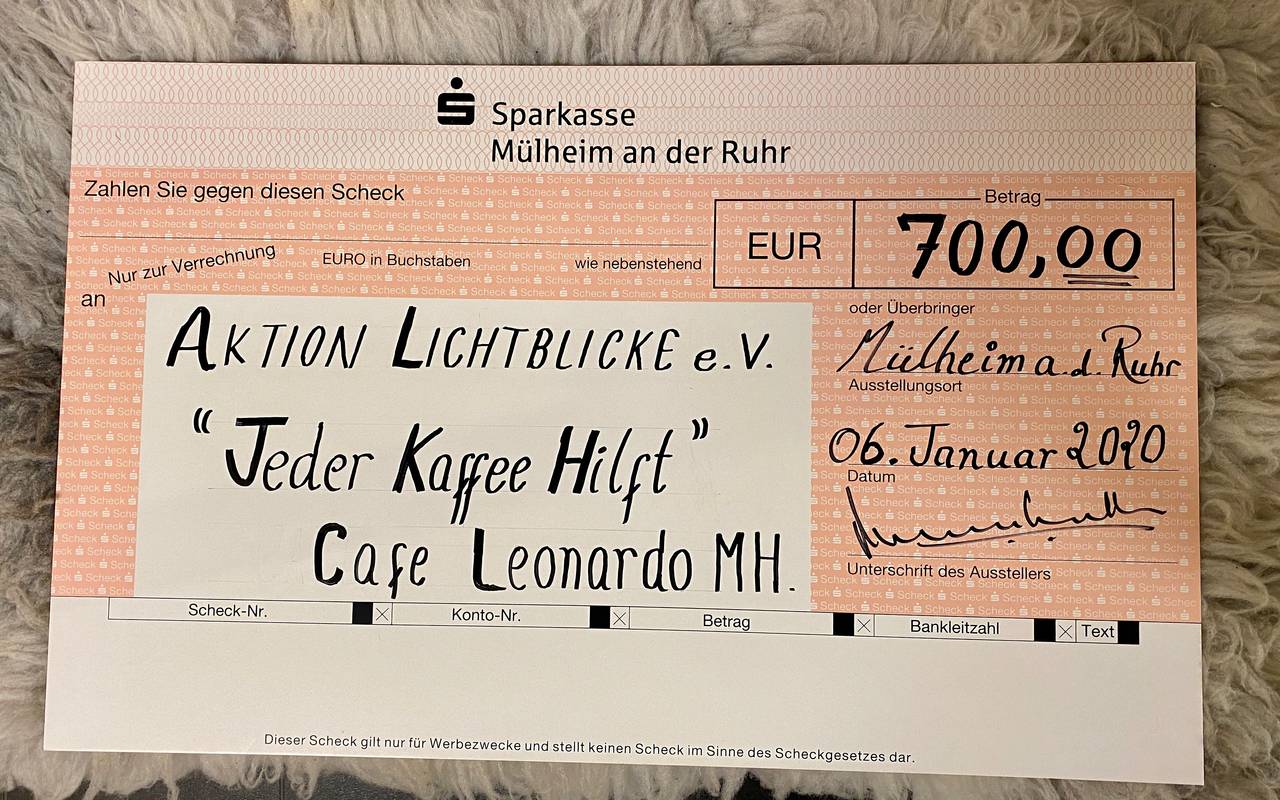 Sparkasse
Mülheim an der Ruhr
Zahlen Sie gegen diesen Scheck
Betrag
EUR 700,00
Nur zur Verrechnung EURO in Buchstaben wie nebenstehend
an
oder Überbringer
AKTION LICHTBLICKE e.V.
Mülheim a.d. Ruhr
Ausstellungsort
"Jeder Kaffee Hilft"
06. Januar 2020
Datum
Cafe Leonardo MH.
Unterschrift des Ausstellers
Scheck-Nr. Konto-Nr. Betrag Bankleitzahl Text
Dieser Scheck gilt nur für Werbezwecke und stellt keinen Scheck im Sinne des Scheckgesetzes dar.